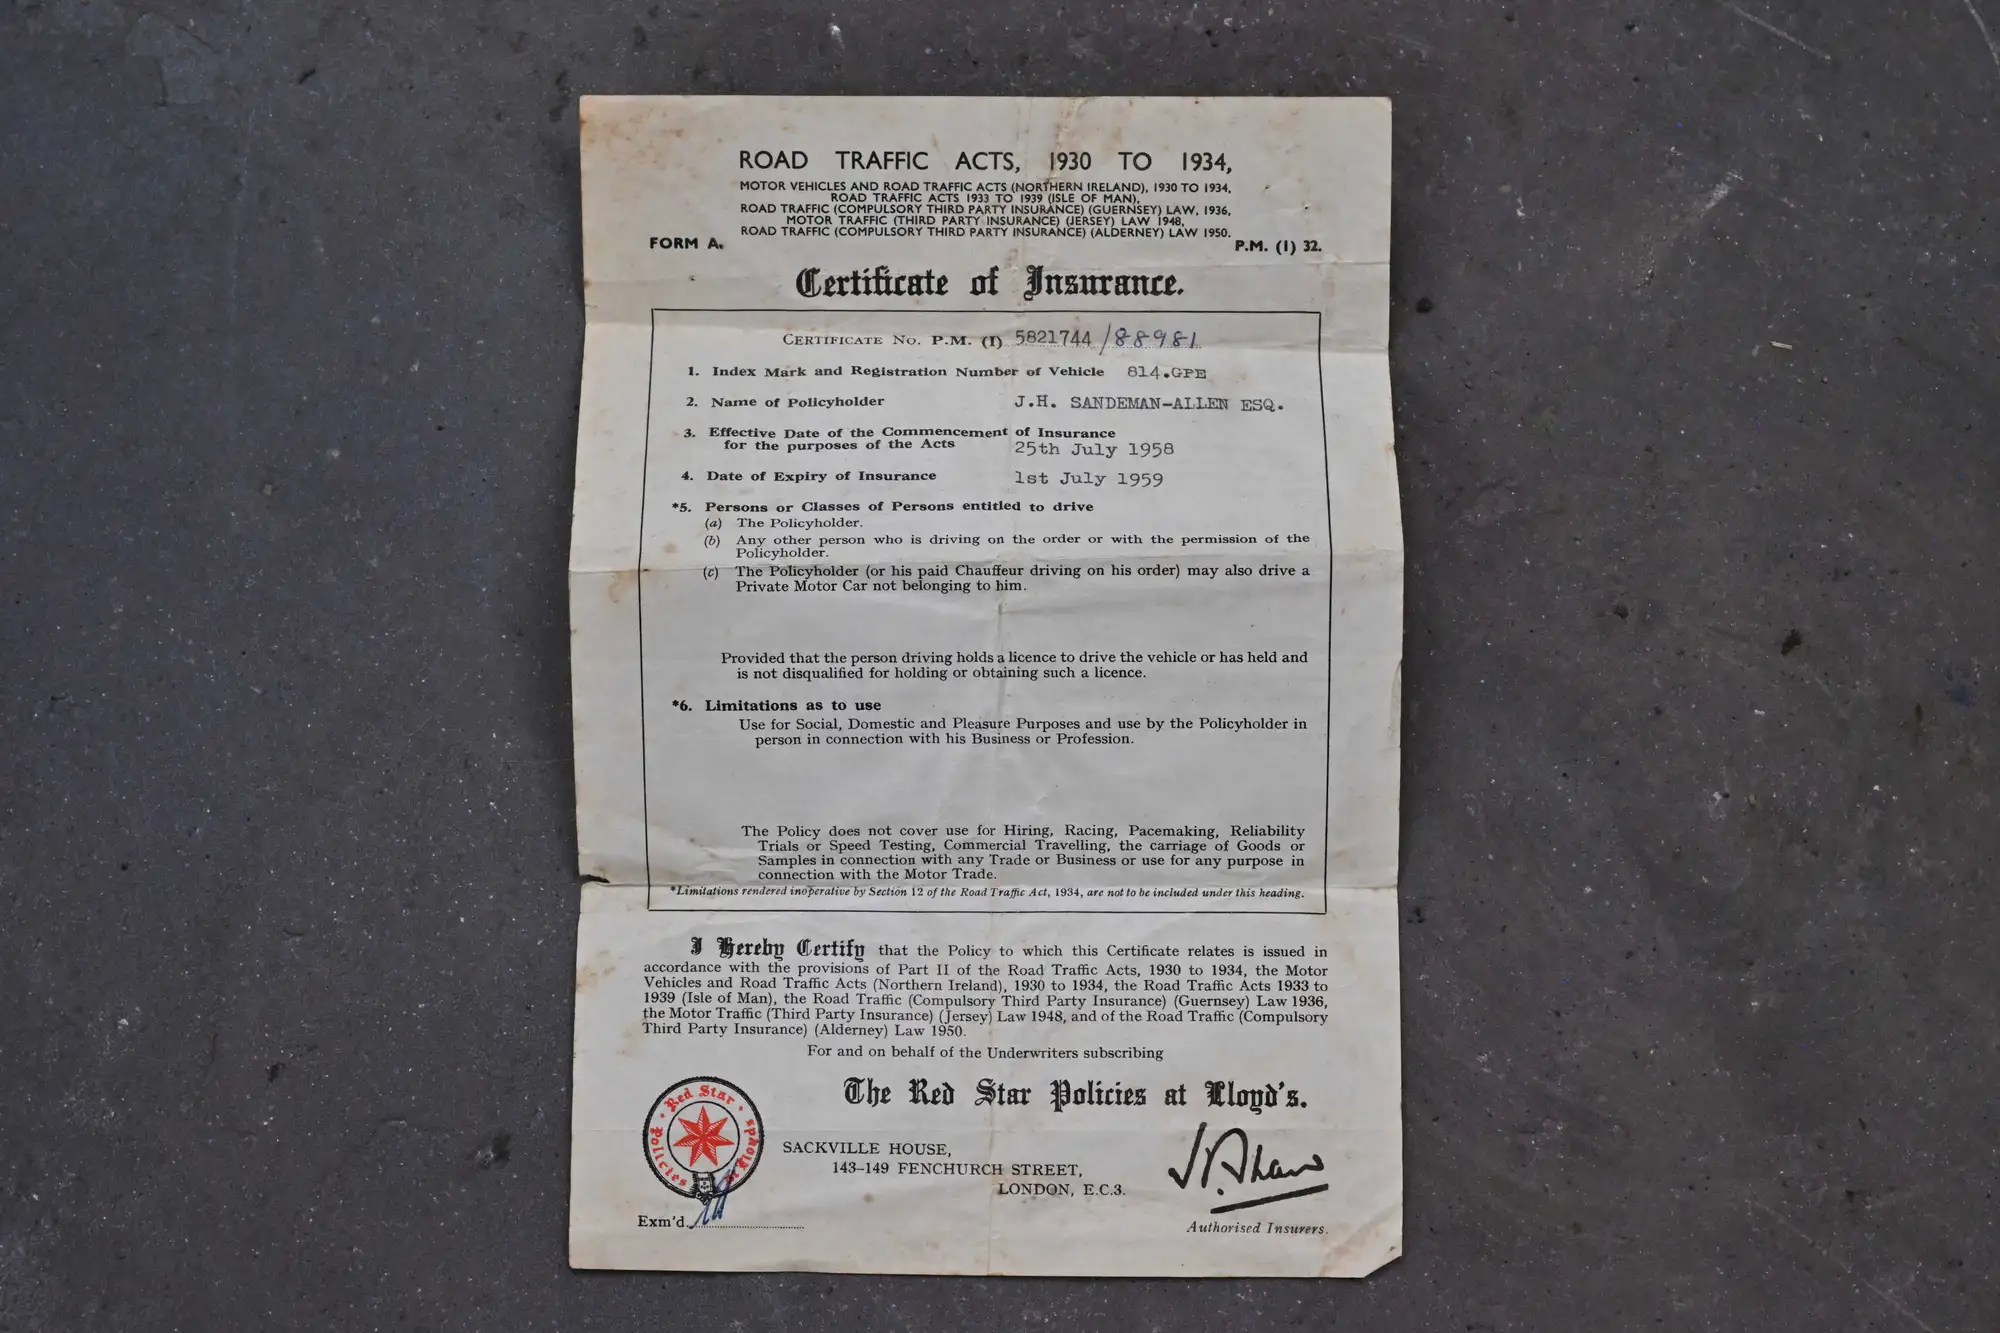 ROAD TRAFFIC ACTS, 1930 TO 1934,
MOTOR VEHICLES AND ROAD TRAFFIC ACTS (NORTHERN IRELAND), 1930 TO 1934,
ROAD TRAFFIC ACTS 1933 TO 1939 (ISLE OF MAN),
ROAD TRAFFIC (COMPULSORY THIRD PARTY INSURANCE) (GUERNSEY) LAW, 1936,
MOTOR TRAFFIC (THIRD PARTY INSURANCE) (JERSEY) LAW 1948,
ROAD TRAFFIC (COMPULSORY THIRD PARTY INSURANCE) (ALDERNEY) LAW 1950.
FORM A. P.M. (I) 32.
Certificate of Insurance.
CERTIFICATE NO. P.M. (I) 5821744 /88981
1. Index Mark and Registration Number of Vehicle 814.GPE
2. Name of Policyholder J.H. SANDEMAN-ALLEN ESQ.
3. Effective Date of the Commencement of Insurance
for the purposes of the Acts 25th July 1958
4. Date of Expiry of Insurance 1st July 1959
*5. Persons or Classes of Persons entitled to drive
(a) The Policyholder.
(b) Any other person who is driving on the order or with the permission of the
Policyholder.
(c) The Policyholder (or his paid Chauffeur driving on his order) may also drive a
Private Motor Car not belonging to him.
Provided that the person driving holds a licence to drive the vehicle or has held and
is not disqualified for holding or obtaining such a licence.
*6. Limitations as to use
Use for Social, Domestic and Pleasure Purposes and use by the Policyholder in
person in connection with his Business or Profession.
The Policy does not cover use for Hiring, Racing, Pacemaking, Reliability
Trials or Speed Testing, Commercial Travelling, the carriage of Goods or
Samples in connection with any Trade or Business or use for any purpose in
connection with the Motor Trade.
*Limitations rendered inoperative by Section 12 of the Road Traffic Act, 1934, are not to be included under this heading.
I Hereby Certify that the Policy to which this Certificate relates is issued in
accordance with the provisions of Part II of the Road Traffic Acts, 1930 to 1934, the Motor
Vehicles and Road Traffic Acts (Northern Ireland), 1930 to 1934, the Road Traffic Acts 1933 to
1939 (Isle of Man), the Road Traffic (Compulsory Third Party Insurance) (Guernsey) Law 1936,
the Motor Traffic (Third Party Insurance) (Jersey) Law 1948, and of the Road Traffic (Compulsory
Third Party Insurance) (Alderney) Law 1950.
For and on behalf of the Underwriters subscribing
The Red Star Policies at Lloyd's.
Red Star Policies at Lloyds
SACKVILLE HOUSE,
143-149 FENCHURCH STREET,
LONDON, E.C.3.
Exm'd.
Authorised Insurers.